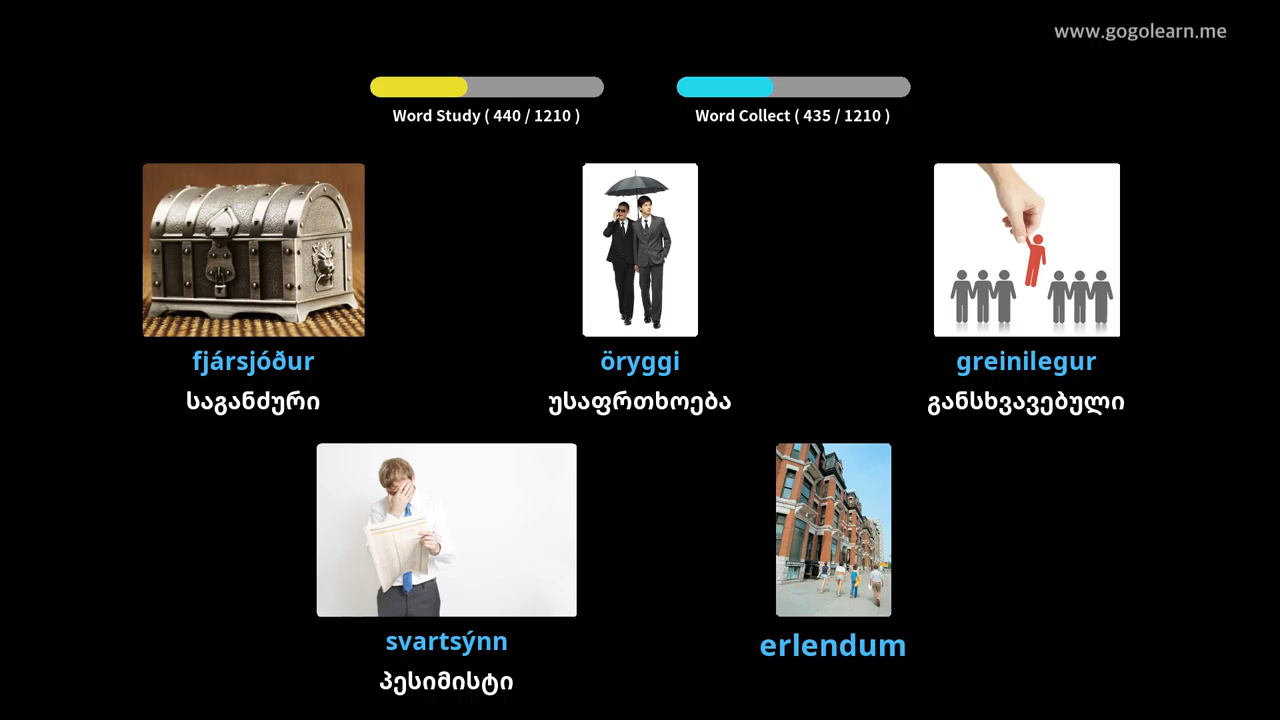 www.gogolearn.me
Word Study ( 440 / 1210 )
Word Collect ( 435 / 1210 )
fjársjóður
öryggi
greinilegur
საგანძური
უსაფრთხოება
განსხვავებული
svartsýnn
erlendum
პესიმისტი